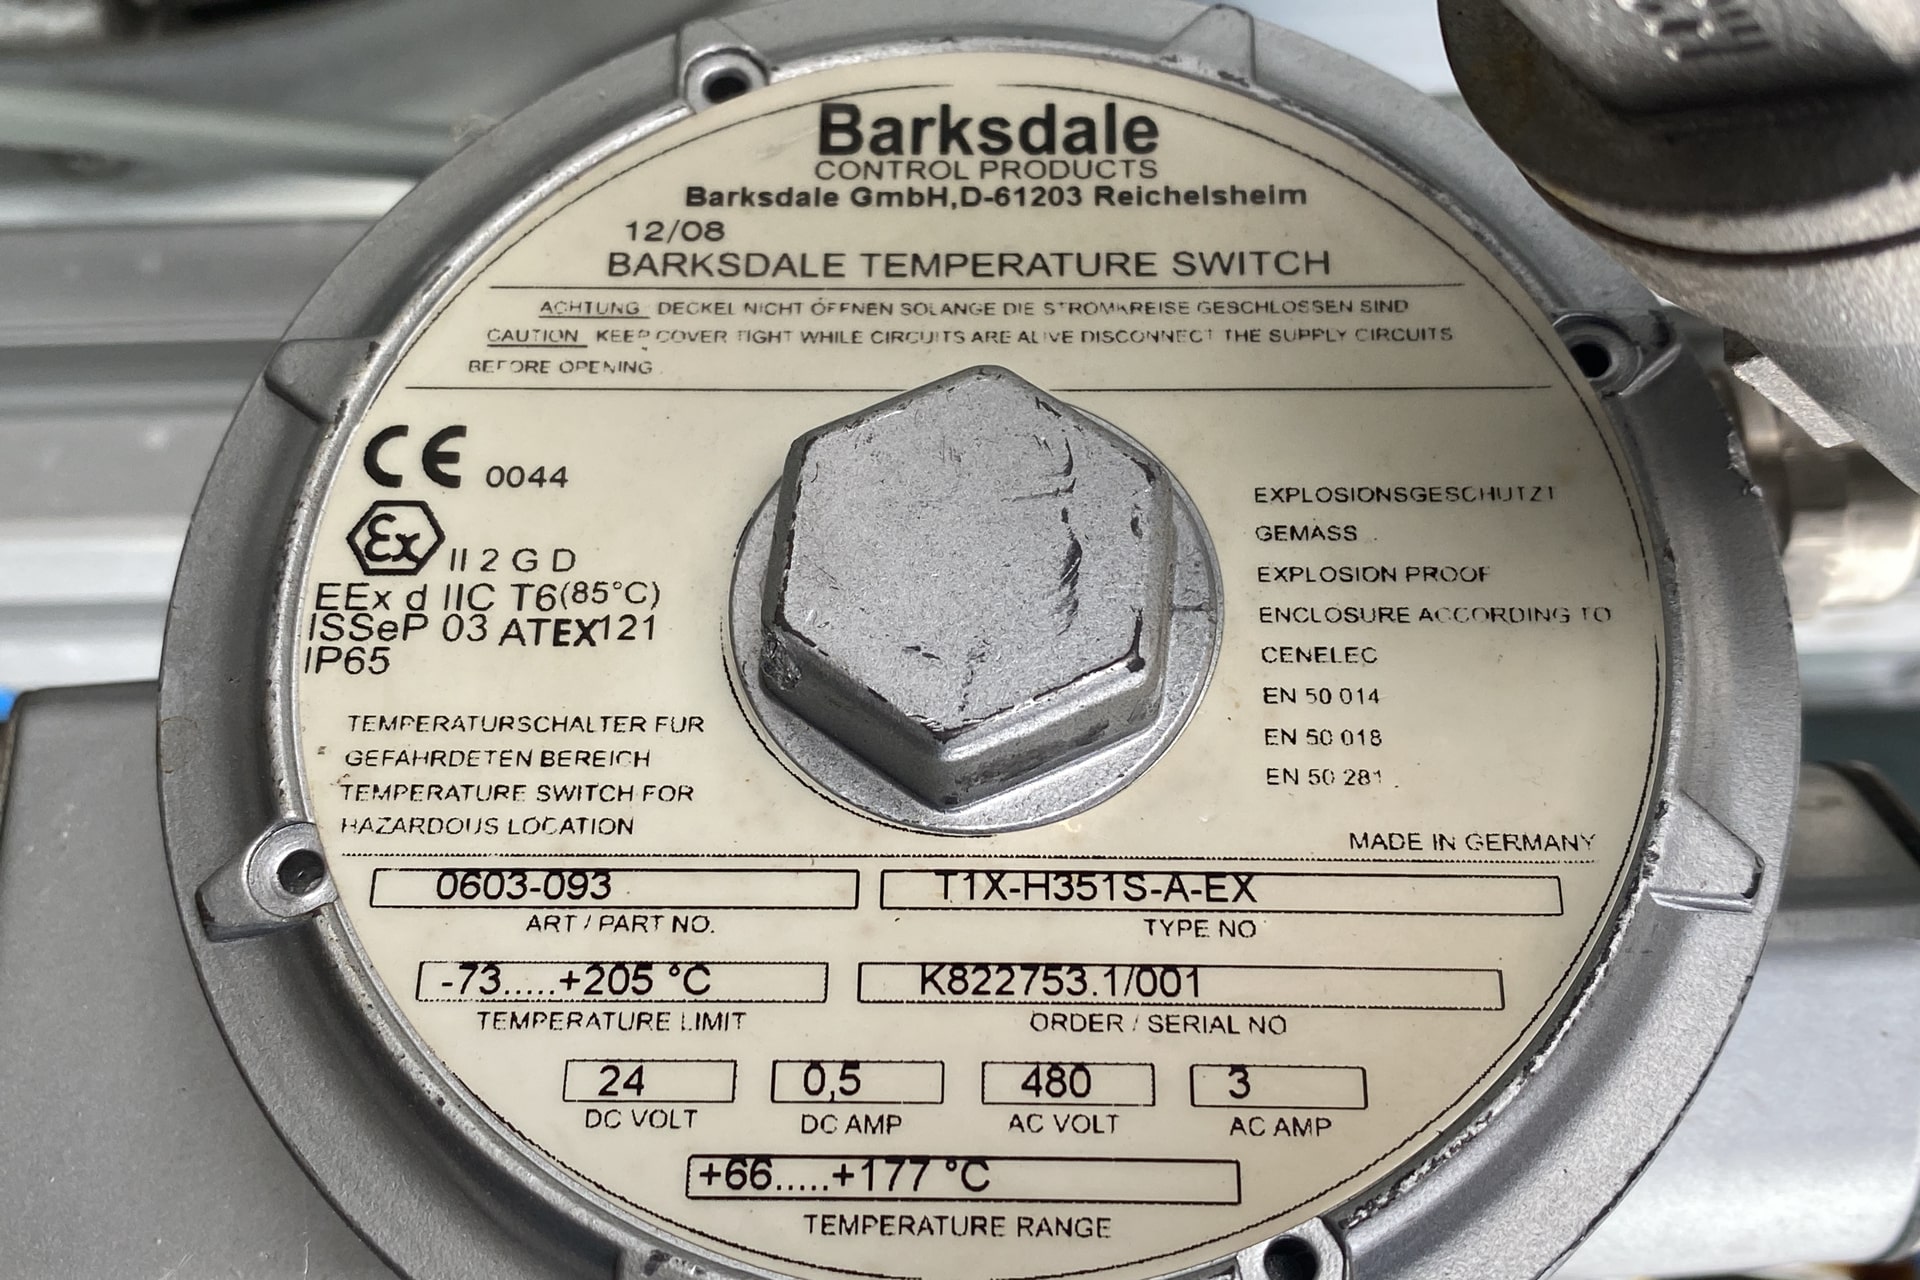 Barksdale
CONTROL PRODUCTS
Barksdale GmbH,D-61203 Reichelsheim
12/08
BARKSDALE TEMPERATURE SWITCH
ACHTUNG DECKEL NICHT ÖFFNEN SOLANGE DIE STROMKREISE GESCHLOSSEN SIND
CAUTION KEEP COVER TIGHT WHILE CIRCUITS ARE ALIVE DISCONNECT THE SUPPLY CIRCUITS
BEFORE OPENING
CE 0044
Ex II 2 G D
EEx d IIC T6(85°C)
ISSeP 03 ATEX121
IP65
TEMPERATURSCHALTER FUR
GEFAHRDETEN BEREICH
TEMPERATURE SWITCH FOR
HAZARDOUS LOCATION
EXPLOSIONSGESCHUTZT
GEMASS
EXPLOSION PROOF
ENCLOSURE ACCORDING TO
CENELEC
EN 50 014
EN 50 018
EN 50 281
MADE IN GERMANY
0603-093 T1X-H351S-A-EX
ART / PART NO. TYPE NO
-73.....+205 °C K822753.1/001
TEMPERATURE LIMIT ORDER / SERIAL NO
24 0,5 480 3
DC VOLT DC AMP AC VOLT AC AMP
+66.....+177 °C
TEMPERATURE RANGE